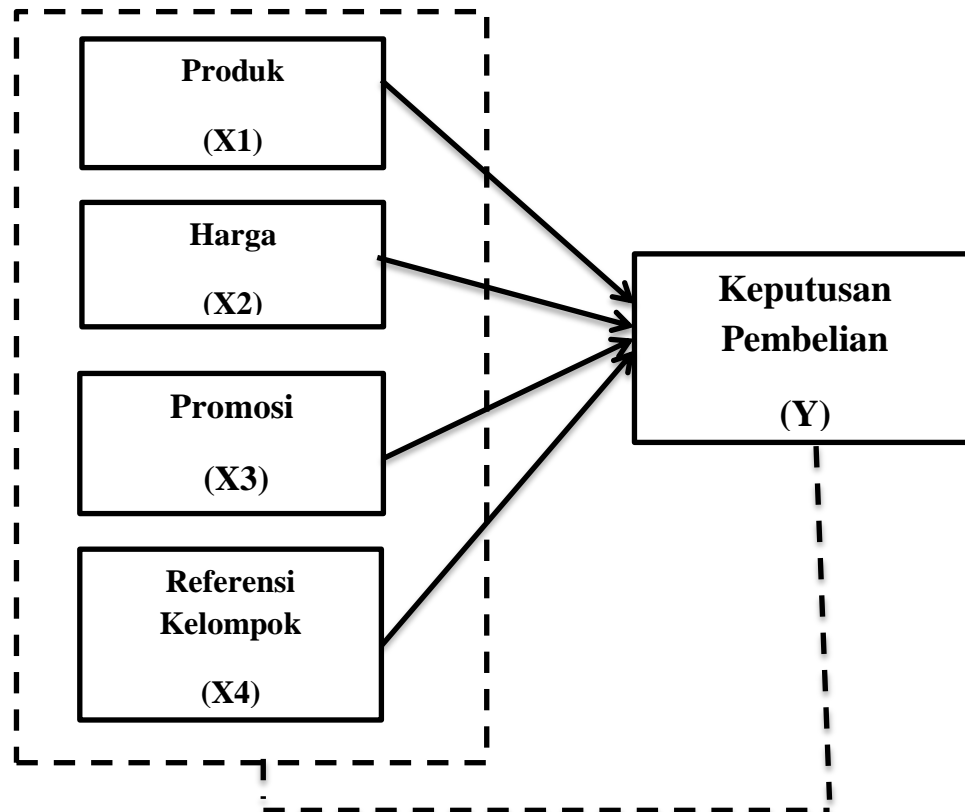 Produk
(X1)
Harga
(X2)
Promosi
(X3)
Referensi
Kelompok
(X4)
Keputusan
Pembelian
(Y)